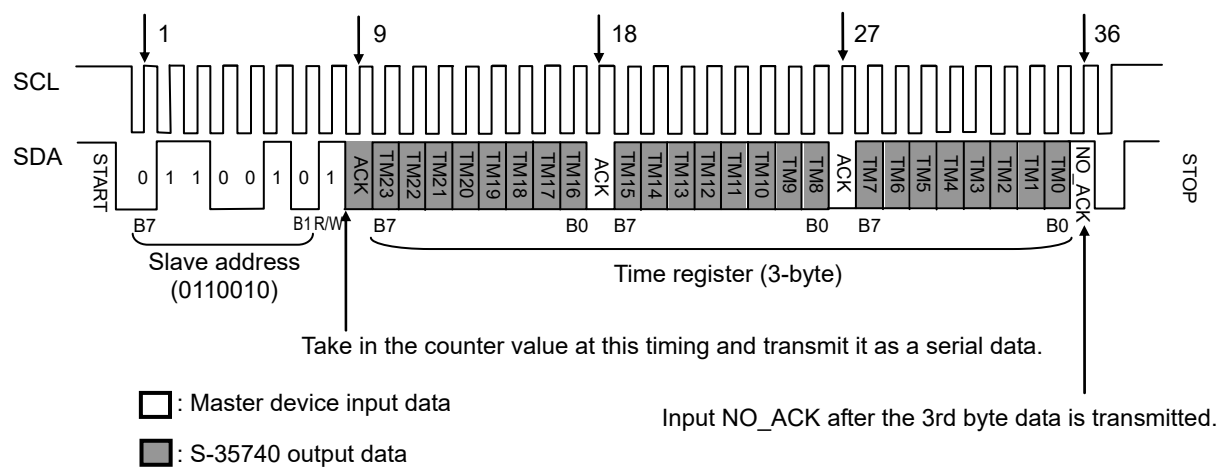 1 9 18 27 36
SCL
SDA
START 0 1 1 0 0 1 0 1 ACK TM23 TM22 TM21 TM20 TM19 TM18 TM17 TM16 ACK TM15 TM14 TM13 TM12 TM11 TM10 TM9 TM8 ACK TM7 TM6 TM5 TM4 TM3 TM2 TM1 TM0 NO_ACK STOP
B7 B1 R/W B7 B0 B7 B0 B7 B0
Slave address
(0110010)
Time register (3-byte)
Take in the counter value at this timing and transmit it as a serial data.
: Master device input data
Input NO_ACK after the 3rd byte data is transmitted.
: S-35740 output data